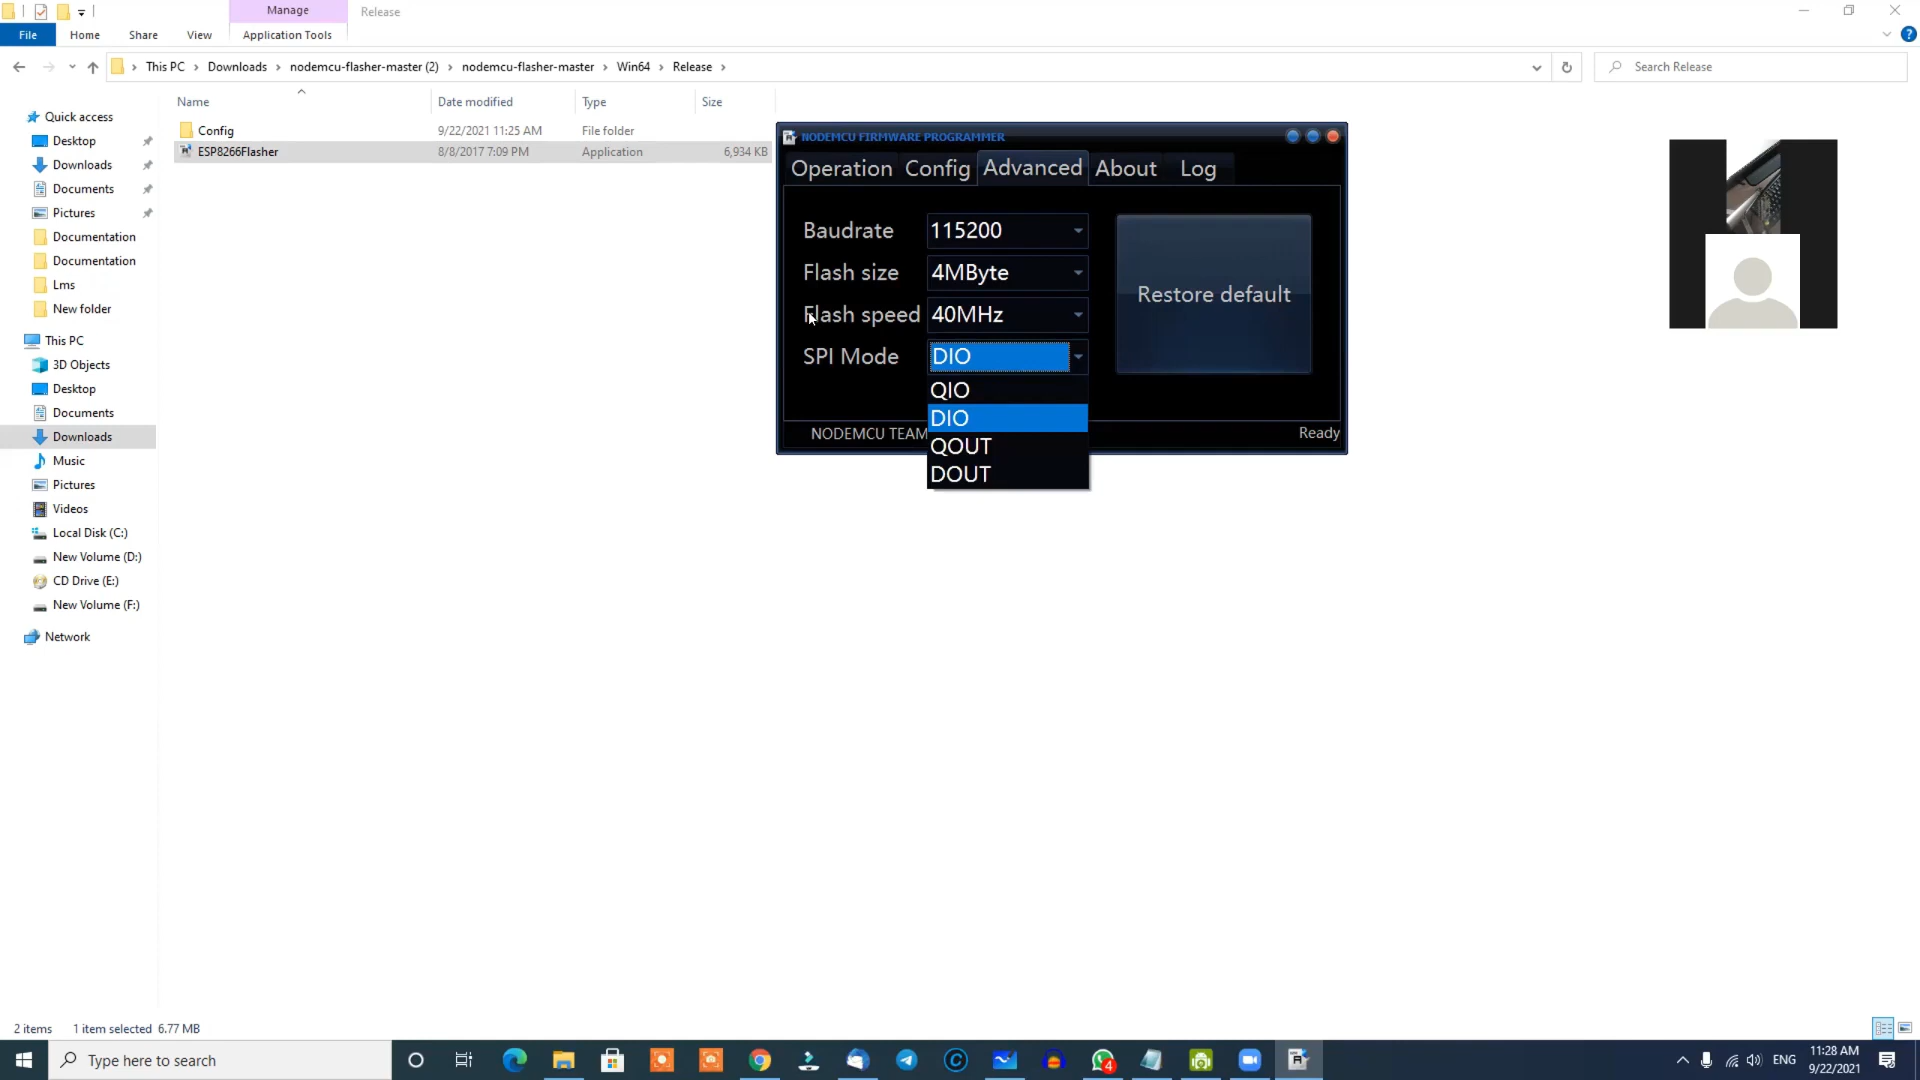 Manage
Release
File
Home
Share
View
Application Tools
This PC
Downloads
nodemcu-flasher-master (2)
nodemcu-flasher-master
Win64
Release
Search Release
Name
Date modified
Type
Size
Config
9/22/2021 11:25 AM
File folder
ESP8266Flasher
8/8/2017 7:09 PM
Application
6,934 KB
Quick access
Desktop
Downloads
Documents
Pictures
Documentation
Documentation
Lms
New folder
This PC
3D Objects
Desktop
Documents
Downloads
Music
Pictures
Videos
Local Disk (C:)
New Volume (D:)
CD Drive (E:)
New Volume (F:)
Network
NODEMCU FIRMWARE PROGRAMMER
Operation
Config
Advanced
About
Log
Baudrate
115200
Flash size
4MByte
Flash speed
40MHz
SPI Mode
DIO
QIO
DIO
QOUT
DOUT
Restore default
NODEMCU TEAM
Ready
2 items
1 item selected 6.77 MB
Type here to search
4
ENG
11:28 AM
9/22/2021